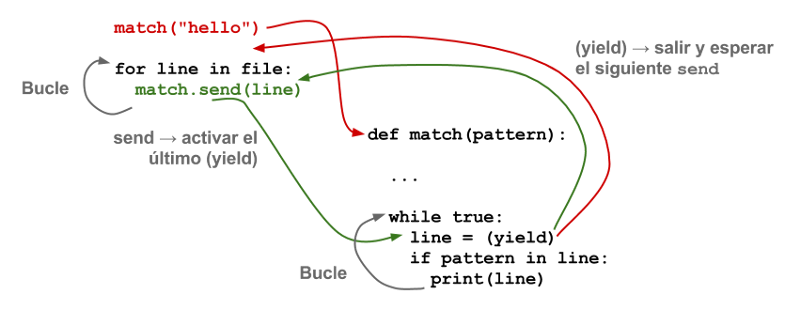 match("hello")
for line in file:
match.send(line)
Bucle
send → activar el
último (yield)
(yield) → salir y esperar
el siguiente send
def match(pattern):
...
while true:
line = (yield)
if pattern in line:
print(line)
Bucle